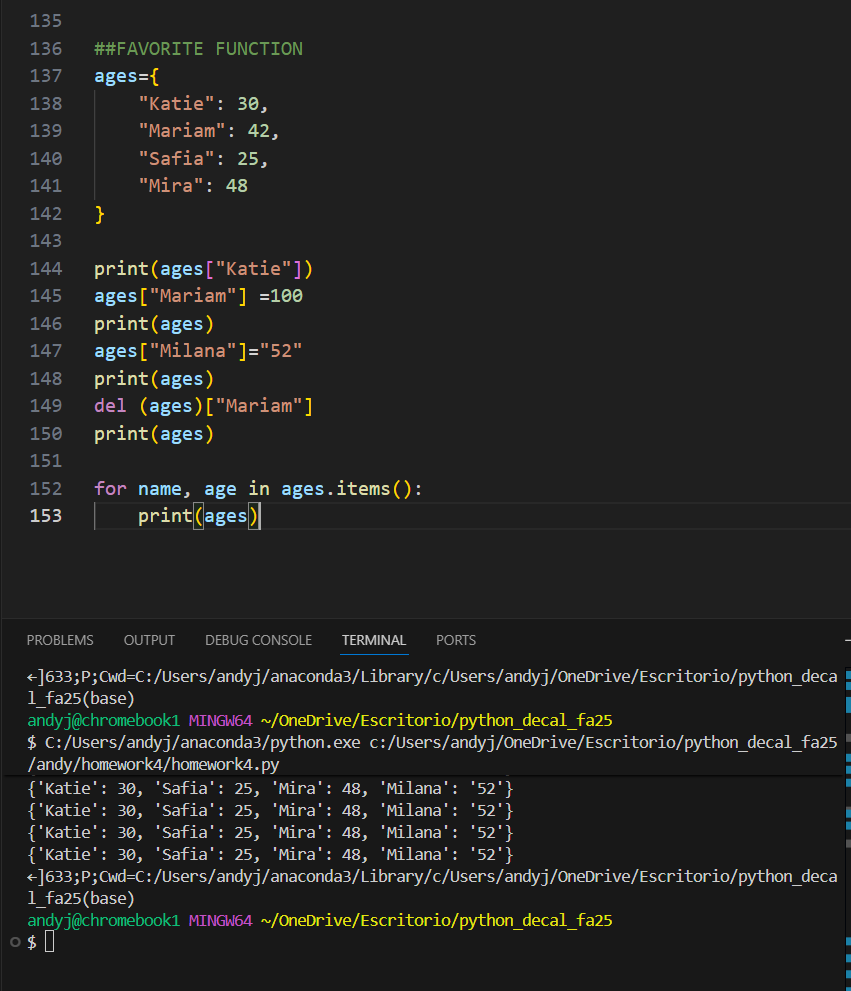 135
136 ##FAVORITE FUNCTION
137 ages={
138     "Katie": 30,
139     "Mariam": 42,
140     "Safia": 25,
141     "Mira": 48
142 }
143
144 print(ages["Katie"])
145 ages["Mariam"] =100
146 print(ages)
147 ages["Milana"]="52"
148 print(ages)
149 del (ages)["Mariam"]
150 print(ages)
151
152 for name, age in ages.items():
153     print(ages)
PROBLEMS OUTPUT DEBUG CONSOLE TERMINAL PORTS
←]633;P;Cwd=C:/Users/andyj/anaconda3/Library/c/Users/andyj/OneDrive/Escritorio/python_deca
l_fa25(base)
andyj@chromebook1 MINGW64 ~/OneDrive/Escritorio/python_decal_fa25
$ C:/Users/andyj/anaconda3/python.exe c:/Users/andyj/OneDrive/Escritorio/python_decal_fa25
/andy/homework4/homework4.py
{'Katie': 30, 'Safia': 25, 'Mira': 48, 'Milana': '52'}
{'Katie': 30, 'Safia': 25, 'Mira': 48, 'Milana': '52'}
{'Katie': 30, 'Safia': 25, 'Mira': 48, 'Milana': '52'}
{'Katie': 30, 'Safia': 25, 'Mira': 48, 'Milana': '52'}
←]633;P;Cwd=C:/Users/andyj/anaconda3/Library/c/Users/andyj/OneDrive/Escritorio/python_deca
l_fa25(base)
andyj@chromebook1 MINGW64 ~/OneDrive/Escritorio/python_decal_fa25
$